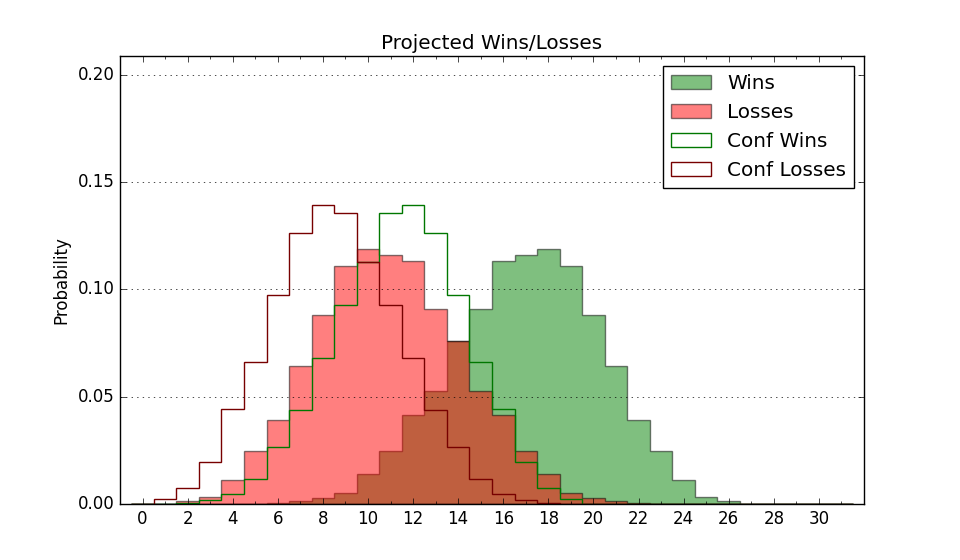 Projected Wins/Losses
0.20
0.15
0.10
0.05
0.00
Probability
Wins
Losses
Conf Wins
Conf Losses
0 2 4 6 8 10 12 14 16 18 20 22 24 26 28 30